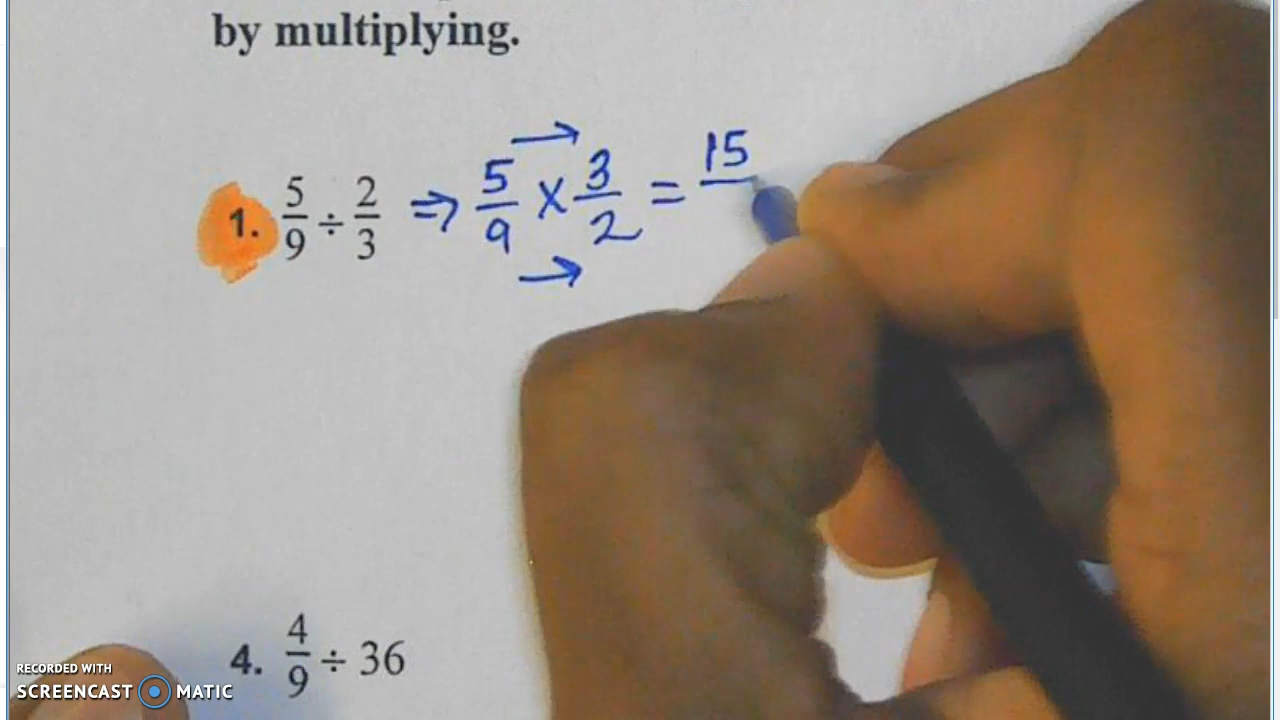 by multiplying.
1. 5/9 ÷ 2/3 ⇒ 5/9 × 3/2 = 15
4. 4/9 ÷ 36
RECORDED WITH
SCREENCAST MATIC